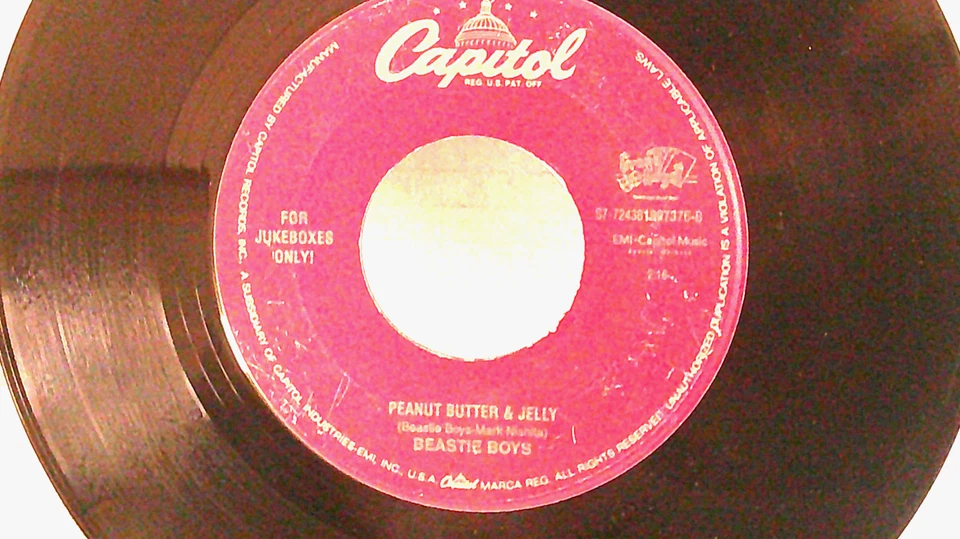 Capitol
REG. U.S. PAT. OFF
FOR
JUKEBOXES
ONLY!
EMI-Capitol Music
2:16
PEANUT BUTTER & JELLY
(Beastie Boys-Mark Nishita)
BEASTIE BOYS
MANUFACTURED BY CAPITOL RECORDS, INC., A SUBSIDIARY OF CAPITOL INDUSTRIES-EMI, INC., U.S.A. Capitol MARCA REG. ALL RIGHTS RESERVED. UNAUTHORIZED DUPLICATION IS A VIOLATION OF APPLICABLE LAWS.